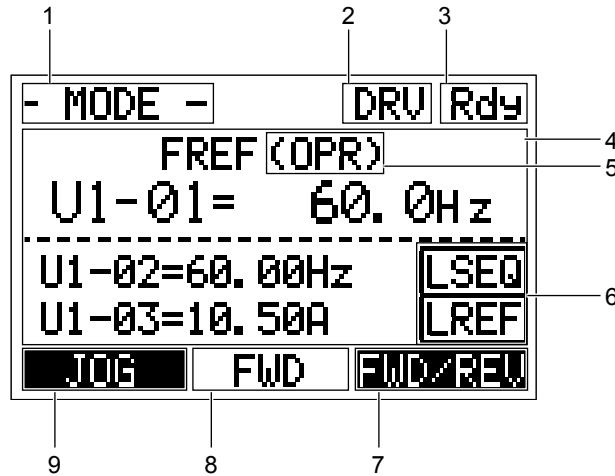 1 2 3
- MODE - DRV Rdy
4
FREF (OPR)
5
U1-01= 60.0Hz
U1-02=60.00Hz LSEQ
6
U1-03=10.50A LREF
JOG FWD FWD/REV
9 8 7